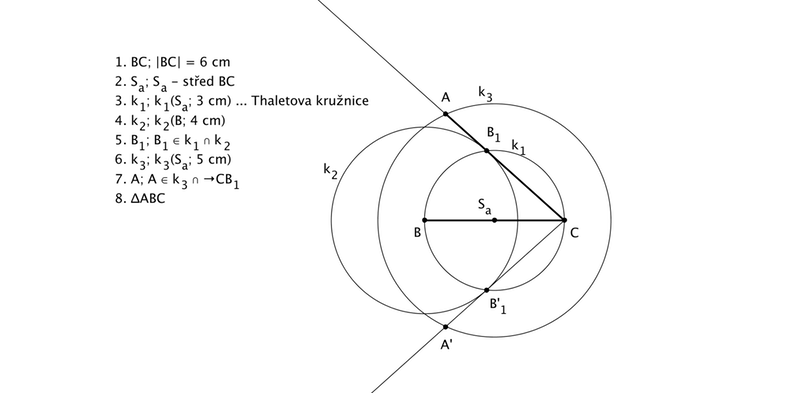 1. BC; |BC| = 6 cm
2. Sₐ; Sₐ – střed BC
3. k₁; k₁(Sₐ; 3 cm) ... Thaletova kružnice
4. k₂; k₂(B; 4 cm)
5. B₁; B₁ ∈ k₁ ∩ k₂
6. k₃; k₃(Sₐ; 5 cm)
7. A; A ∈ k₃ ∩ →CB₁
8. ΔABC
A
k₃
B₁
k₁
k₂
Sₐ
B
C
B'₁
A'